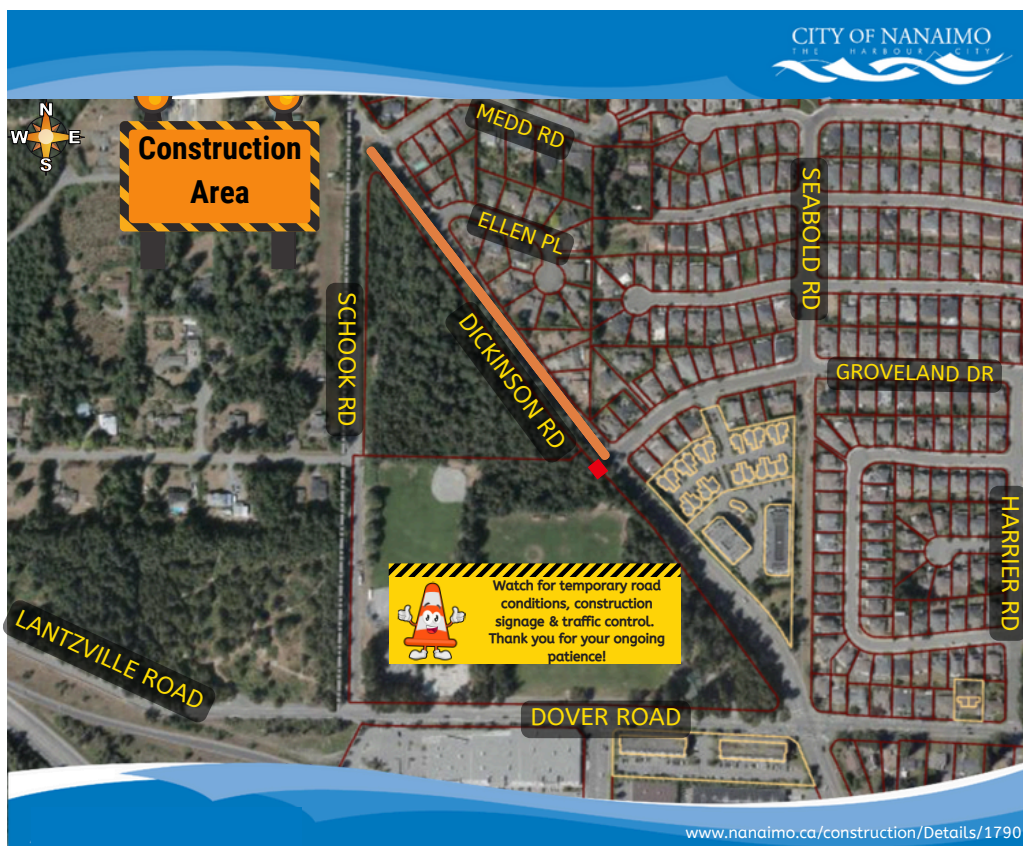 CITY OF NANAIMO
THE HARBOUR CITY
N
W E
S
Construction
Area
MEDD RD
SEABOLD RD
ELLEN PL
SCHOOK RD
DICKINSON RD
GROVELAND DR
HARRIER RD
Watch for temporary road
conditions, construction
signage & traffic control.
Thank you for your ongoing
patience!
LANTZVILLE ROAD
DOVER ROAD
www.nanaimo.ca/construction/Details/1790